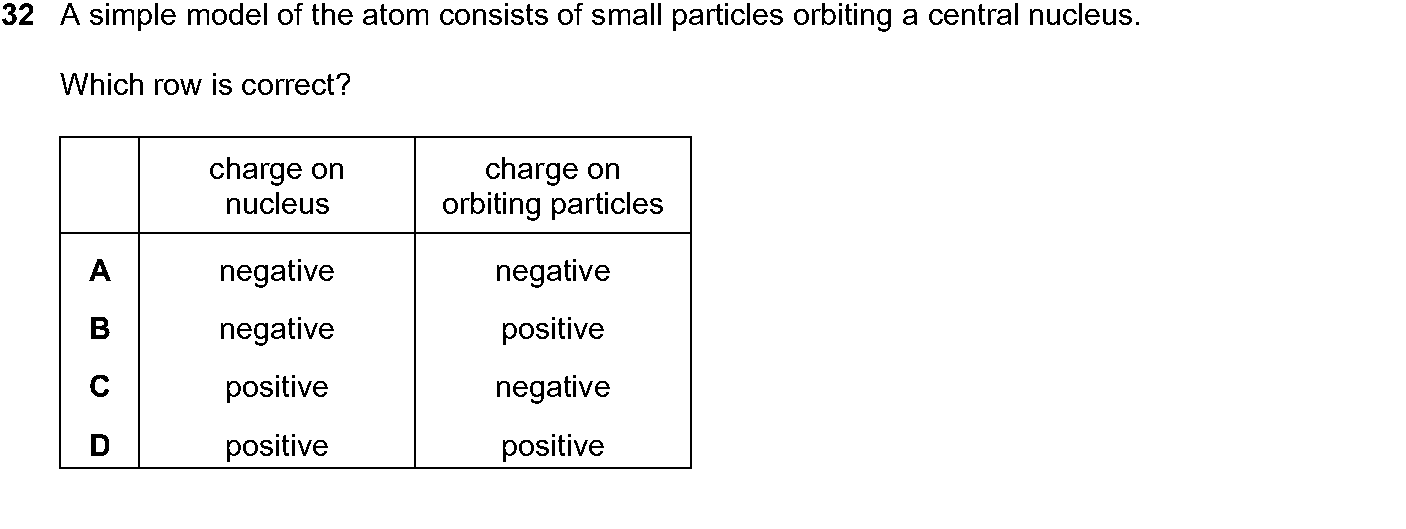 32 A simple model of the atom consists of small particles orbiting a central nucleus.
Which row is correct?
charge on nucleus charge on orbiting particles
A negative negative
B negative positive
C positive negative
D positive positive